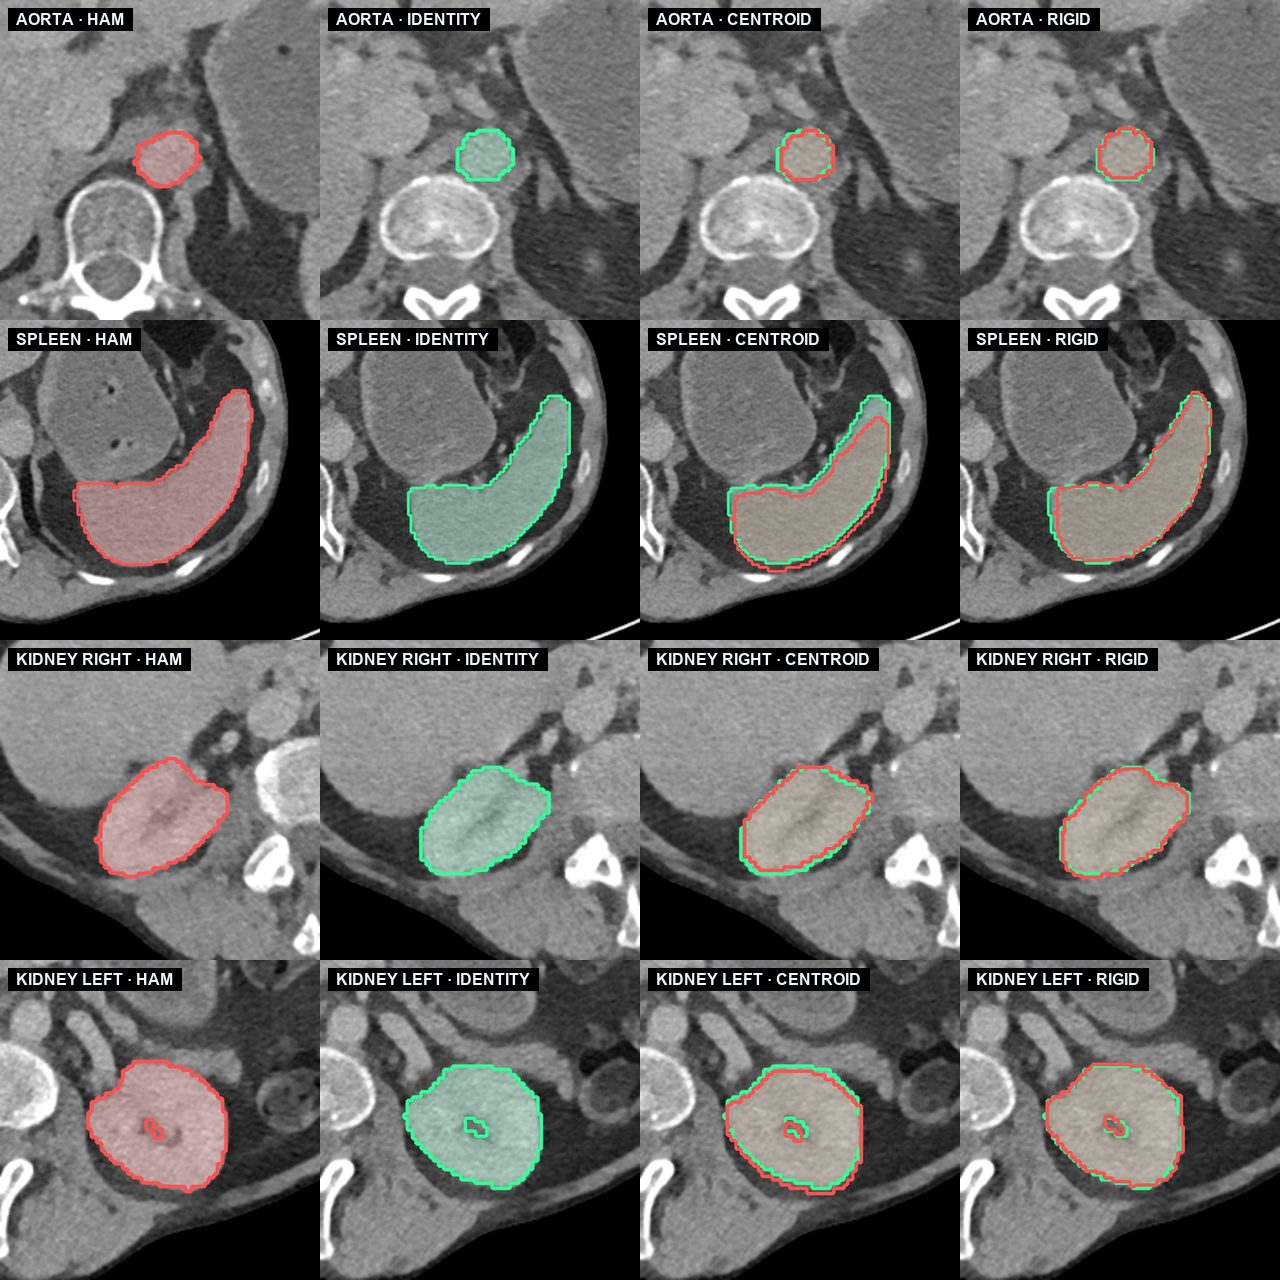 AORTA · HAM
AORTA · IDENTITY
AORTA · CENTROID
AORTA · RIGID
SPLEEN · HAM
SPLEEN · IDENTITY
SPLEEN · CENTROID
SPLEEN · RIGID
KIDNEY RIGHT · HAM
KIDNEY RIGHT · IDENTITY
KIDNEY RIGHT · CENTROID
KIDNEY RIGHT · RIGID
KIDNEY LEFT · HAM
KIDNEY LEFT · IDENTITY
KIDNEY LEFT · CENTROID
KIDNEY LEFT · RIGID